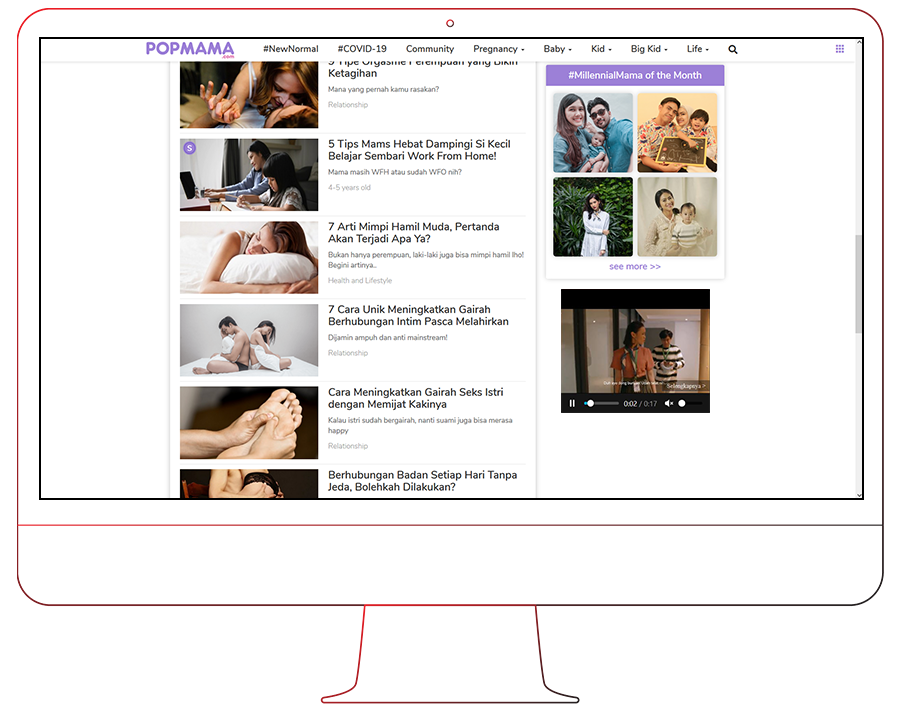 POPMAMA
.com
#NewNormal #COVID-19 Community Pregnancy Baby Kid Big Kid Life
9 Tipe Orgasme Perempuan yang Bikin
Ketagihan
Mana yang pernah kamu rasakan?
Relationship
S
5 Tips Mams Hebat Dampingi Si Kecil
Belajar Sembari Work From Home!
Mama masih WFH atau sudah WFO nih?
4-5 years old
7 Arti Mimpi Hamil Muda, Pertanda
Akan Terjadi Apa Ya?
Bukan hanya perempuan, laki-laki juga bisa mimpi hamil lho!
Begini artinya..
Health and Lifestyle
7 Cara Unik Meningkatkan Gairah
Berhubungan Intim Pasca Melahirkan
Dijamin ampuh dan anti mainstream!
Relationship
Cara Meningkatkan Gairah Seks Istri
dengan Memijat Kakinya
Kalau istri sudah bergairah, nanti suami juga bisa merasa
happy
Relationship
Berhubungan Badan Setiap Hari Tanpa
Jeda, Bolehkah Dilakukan?
#MillennialMama of the Month
see more >>
Selengkapnya >
0:02 / 0:17